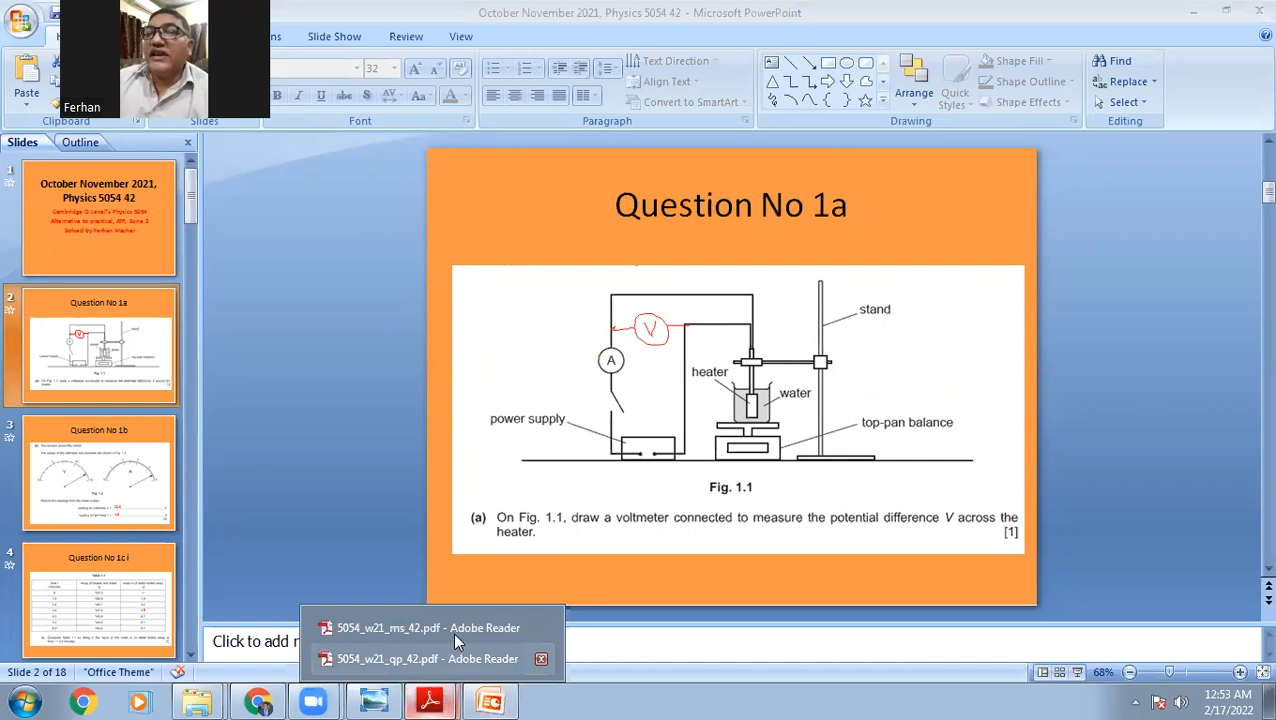 October November 2021, Physics 5054 42 - Microsoft PowerPoint
Slide Show
Review
View
Ferhan
Paste
32
Clipboard
Slides
Font
Paragraph
Text Direction
Align Text
Convert to SmartArt
Arrange
Quick
Styles
Shape Fill
Shape Outline
Shape Effects
Drawing
Find
Replace
Select
Editing
Slides
Outline
1
October November 2021,
Physics 5054 42
Cambridge O Level's Physics 5054
Alternative to practical, ATP, Zone 2
Solved by Ferhan Mazher
2
Question No 1a
3
Question No 1b
4
Question No 1c i
Question No 1a
V
A
stand
heater
water
power supply
top-pan balance
Fig. 1.1
(a) On Fig. 1.1, draw a voltmeter connected to measure the potential difference V across the
heater. [1]
Click to add n
5054_w21_qp_42.pdf - Adobe Reader
Slide 2 of 18
"Office Theme"
68%
12:53 AM
2/17/2022